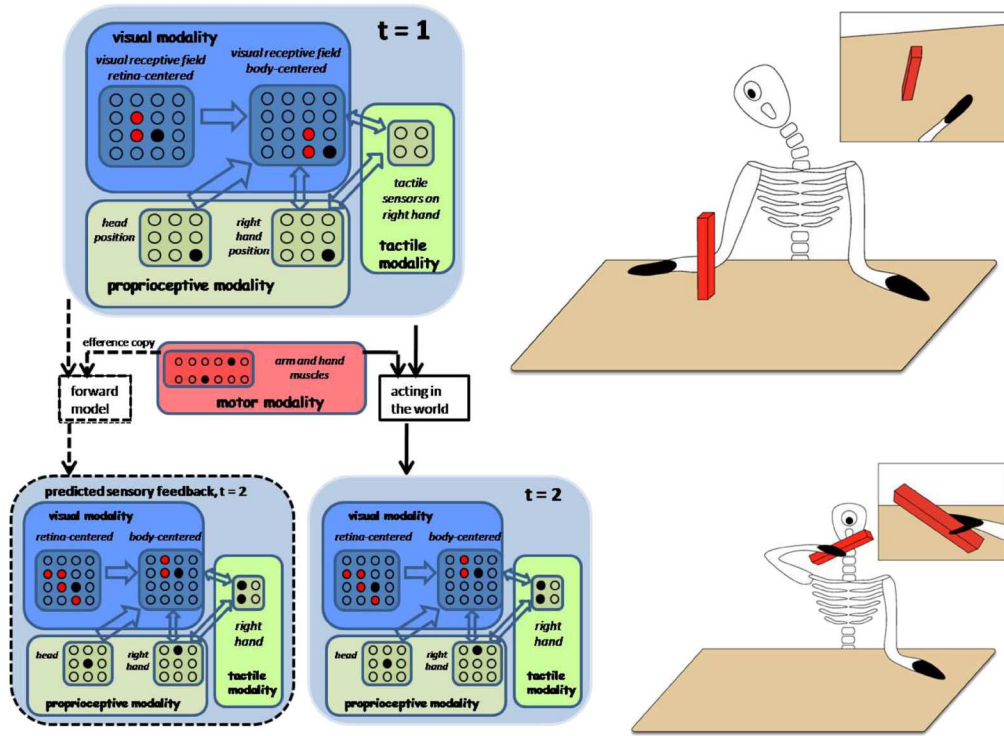 t = 1
visual modality
visual receptive field
retina-centered
visual receptive field
body-centered
tactile
sensors on
right hand
tactile
modality
head
position
right
hand
position
proprioceptive modality
efference copy
arm and hand
muscles
motor modality
forward
model
acting in
the world
predicted sensory feedback, t = 2
visual modality
retina-centered
body-centered
right
hand
tactile
modality
head
right
hand
proprioceptive modality
t = 2
visual modality
retina-centered
body-centered
right
hand
tactile
modality
head
right
hand
proprioceptive modality